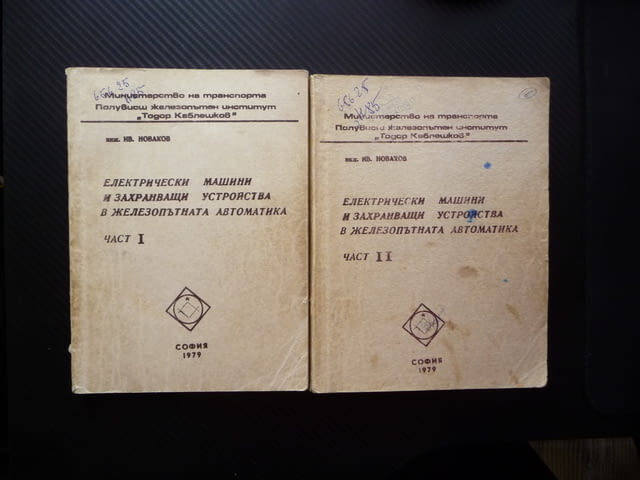 Министерство на транспорта
Полувисш железопътен институт
"Тодор Каблешков"
инж. ИВ. НОВАКОВ
ЕЛЕКТРИЧЕСКИ МАШИНИ
И ЗАХРАНВАЩИ УСТРОЙСТВА
В ЖЕЛЕЗОПЪТНАТА АВТОМАТИКА
ЧАСТ I
СОФИЯ
1979
Министерство на транспорта
Полувисш железопътен институт
"Тодор Каблешков"
инж. ИВ. НОВАКОВ
ЕЛЕКТРИЧЕСКИ МАШИНИ
И ЗАХРАНВАЩИ УСТРОЙСТВА
В ЖЕЛЕЗОПЪТНАТА АВТОМАТИКА
ЧАСТ II
СОФИЯ
1979